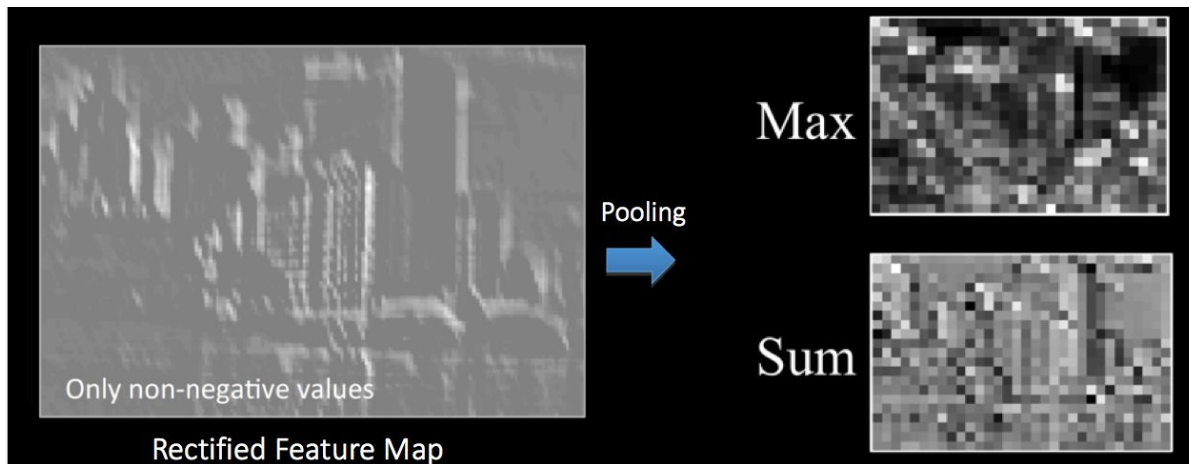 Only non-negative values
Rectified Feature Map
Pooling
Max
Sum